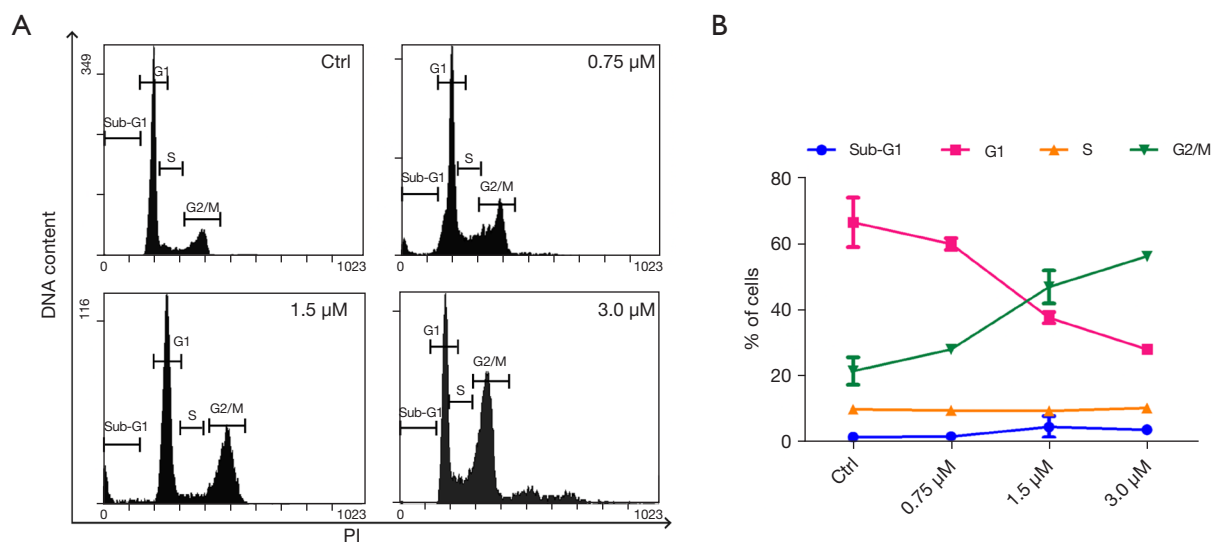 A
B
DNA content
349
Ctrl
G1
Sub-G1
S
G2/M
0
1023
0.75 µM
G1
Sub-G1
S
G2/M
0
1023
116
1.5 µM
G1
Sub-G1
S
G2/M
0
1023
3.0 µM
G1
Sub-G1
S
G2/M
0
1023
PI
Sub-G1 G1 S G2/M
% of cells
80
60
40
20
0
Ctrl
0.75 µM
1.5 µM
3.0 µM